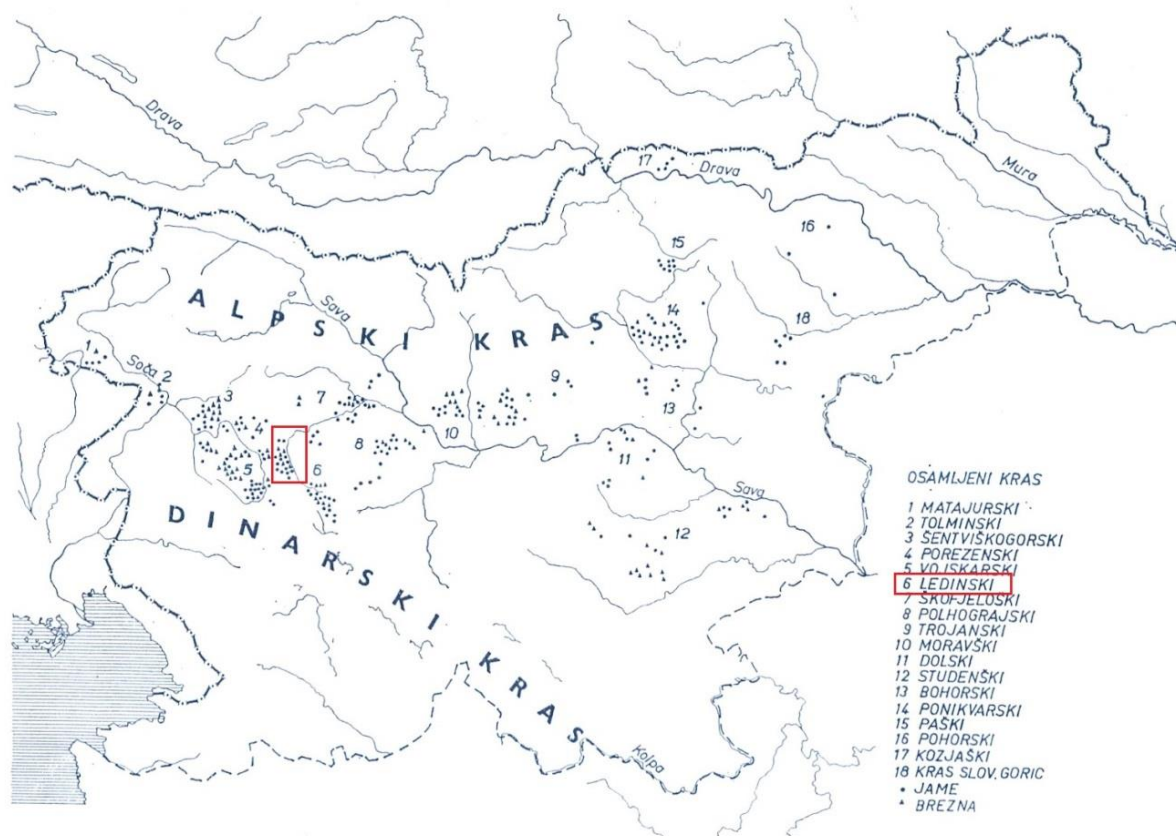 Drava
17
Drava
Mura
16
15
ALPSKI KRAS
Sava
14
18
1
Soča
2
3
7
9
4
10
13
8
5
6
11
Sava
12
DINARSKI KRAS
Kolpa
OSAMLJENI KRAS
1 MATAJURSKI
2 TOLMINSKI
3 ŠENTVIŠKOGORSKI
4 POREZENSKI
5 VOJSKARSKI
6 LEDINSKI
7 ŠKOFJELOŠKI
8 POLHOGRAJSKI
9 TROJANSKI
10 MORAVŠKI
11 DOLSKI
12 STUDENŠKI
13 BOHORSKI
14 PONIKVARSKI
15 PAŠKI
16 POHORSKI
17 KOZJAŠKI
18 KRAS SLOV. GORIC
• JAME
▲ BREZNA